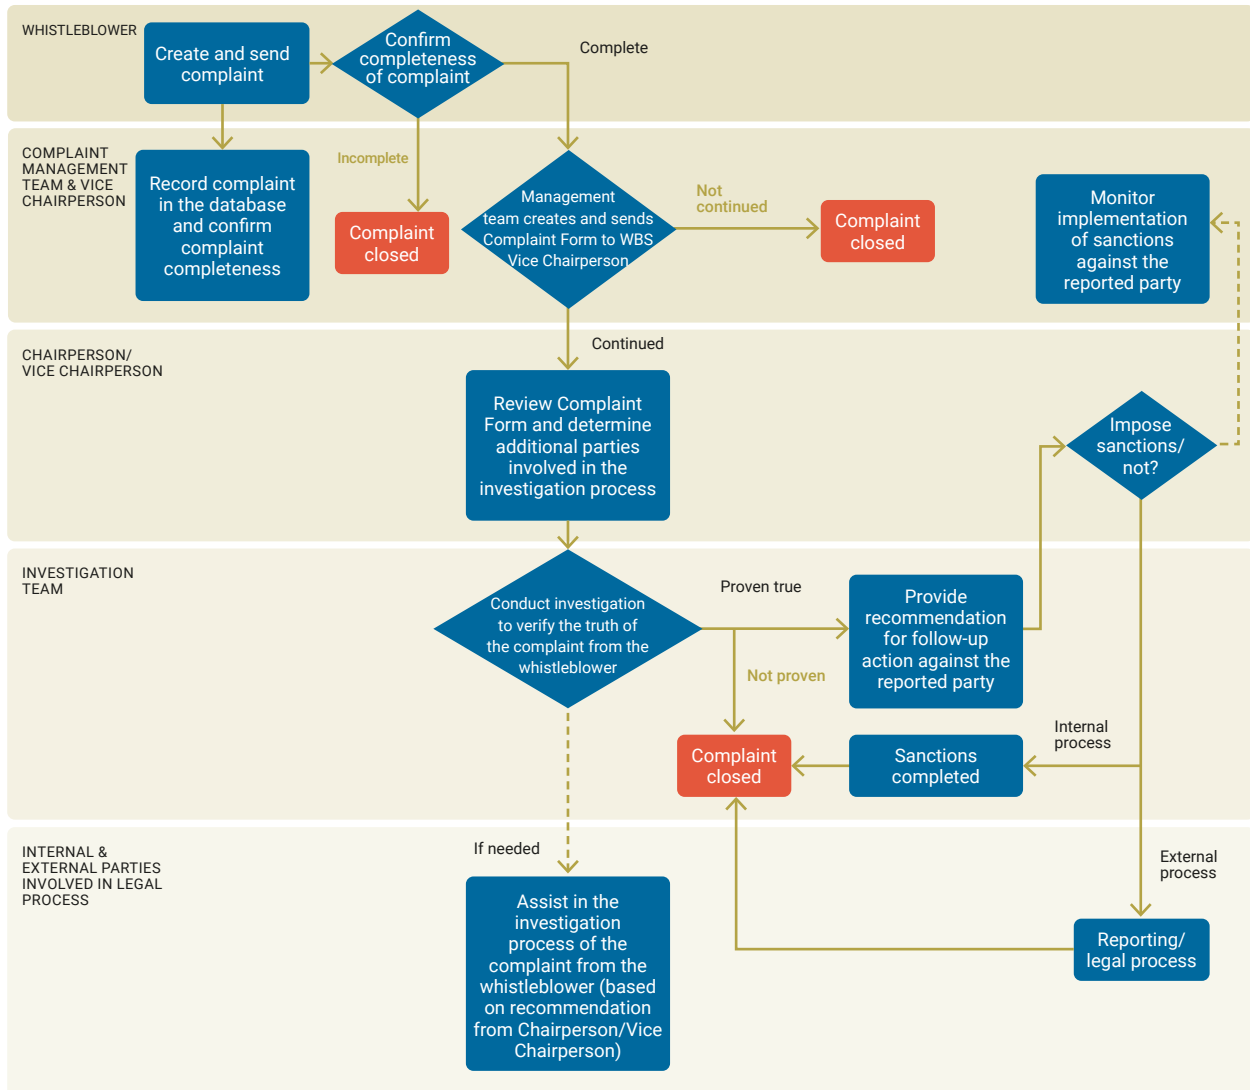 WHISTLEBLOWER
Create and send
complaint
Confirm
completeness
of complaint
Complete
COMPLAINT
MANAGEMENT
TEAM & VICE
CHAIRPERSON
Record complaint
in the database
and confirm
complaint
completeness
Incomplete
Complaint
closed
Management
team creates and sends
Complaint Form to WBS
Vice Chairperson
Not
continued
Complaint
closed
Monitor
implementation
of sanctions
against the
reported party
CHAIRPERSON/
VICE CHAIRPERSON
Continued
Review Complaint
Form and determine
additional parties
involved in the
investigation process
Impose
sanctions/
not?
INVESTIGATION
TEAM
Conduct investigation
to verify the truth of
the complaint from the
whistleblower
Proven true
Not proven
Provide
recommendation
for follow-up
action against the
reported party
Complaint
closed
Sanctions
completed
Internal
process
INTERNAL &
EXTERNAL PARTIES
INVOLVED IN LEGAL
PROCESS
If needed
Assist in the
investigation
process of the
complaint from the
whistleblower (based
on recommendation
from Chairperson/Vice
Chairperson)
External
process
Reporting/
legal process